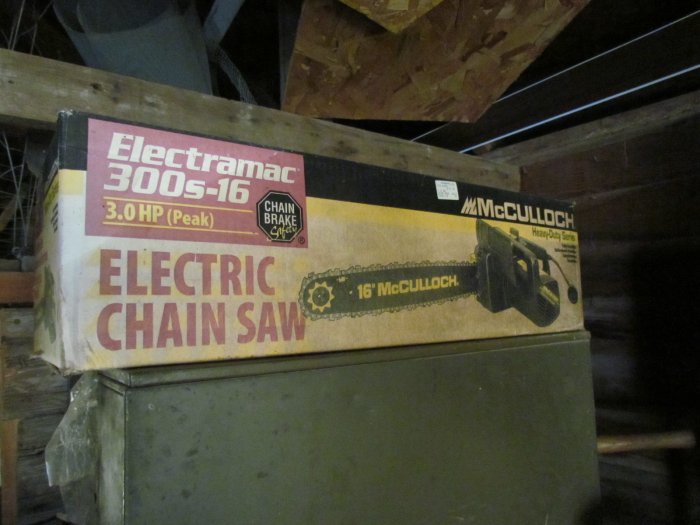 Electramac
300s-16
3.0 HP (Peak)
CHAIN
BRAKE
Safety
®
McCULLOCH
Heavy-Duty Series
ELECTRIC
CHAIN SAW
16" McCULLOCH